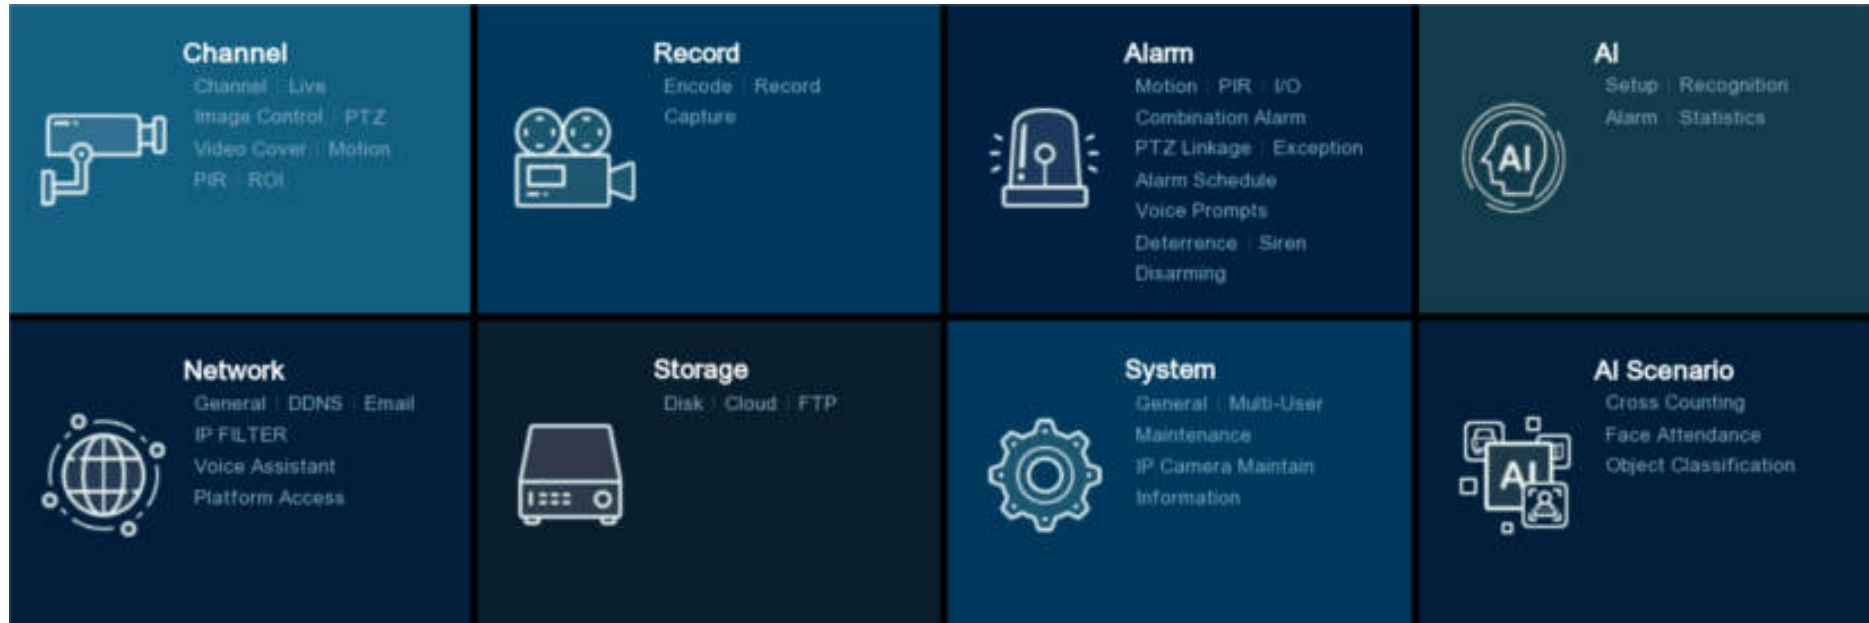 Channel
Channel | Live
Image Control | PTZ
Video Cover | Motion
PIR | ROI
Record
Encode | Record
Capture
Alarm
Motion | PIR | I/O
Combination Alarm
PTZ Linkage | Exception
Alarm Schedule
Voice Prompts
Deterrence | Siren
Disarming
AI
Setup | Recognition
Alarm | Statistics
AI
Network
General | DDNS | Email
IP FILTER
Voice Assistant
Platform Access
Storage
Disk | Cloud | FTP
System
General | Multi-User
Maintenance
IP Camera Maintain
Information
AI Scenario
Cross Counting
Face Attendance
Object Classification
AI